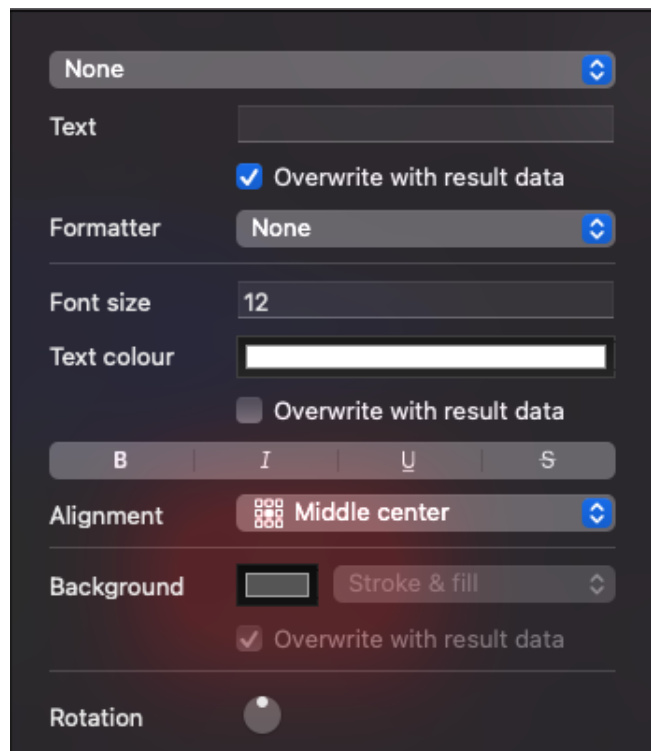 None
Text
Overwrite with result data
Formatter None
Font size 12
Text colour
Overwrite with result data
B I U S
Alignment Middle center
Background Stroke & fill
Overwrite with result data
Rotation